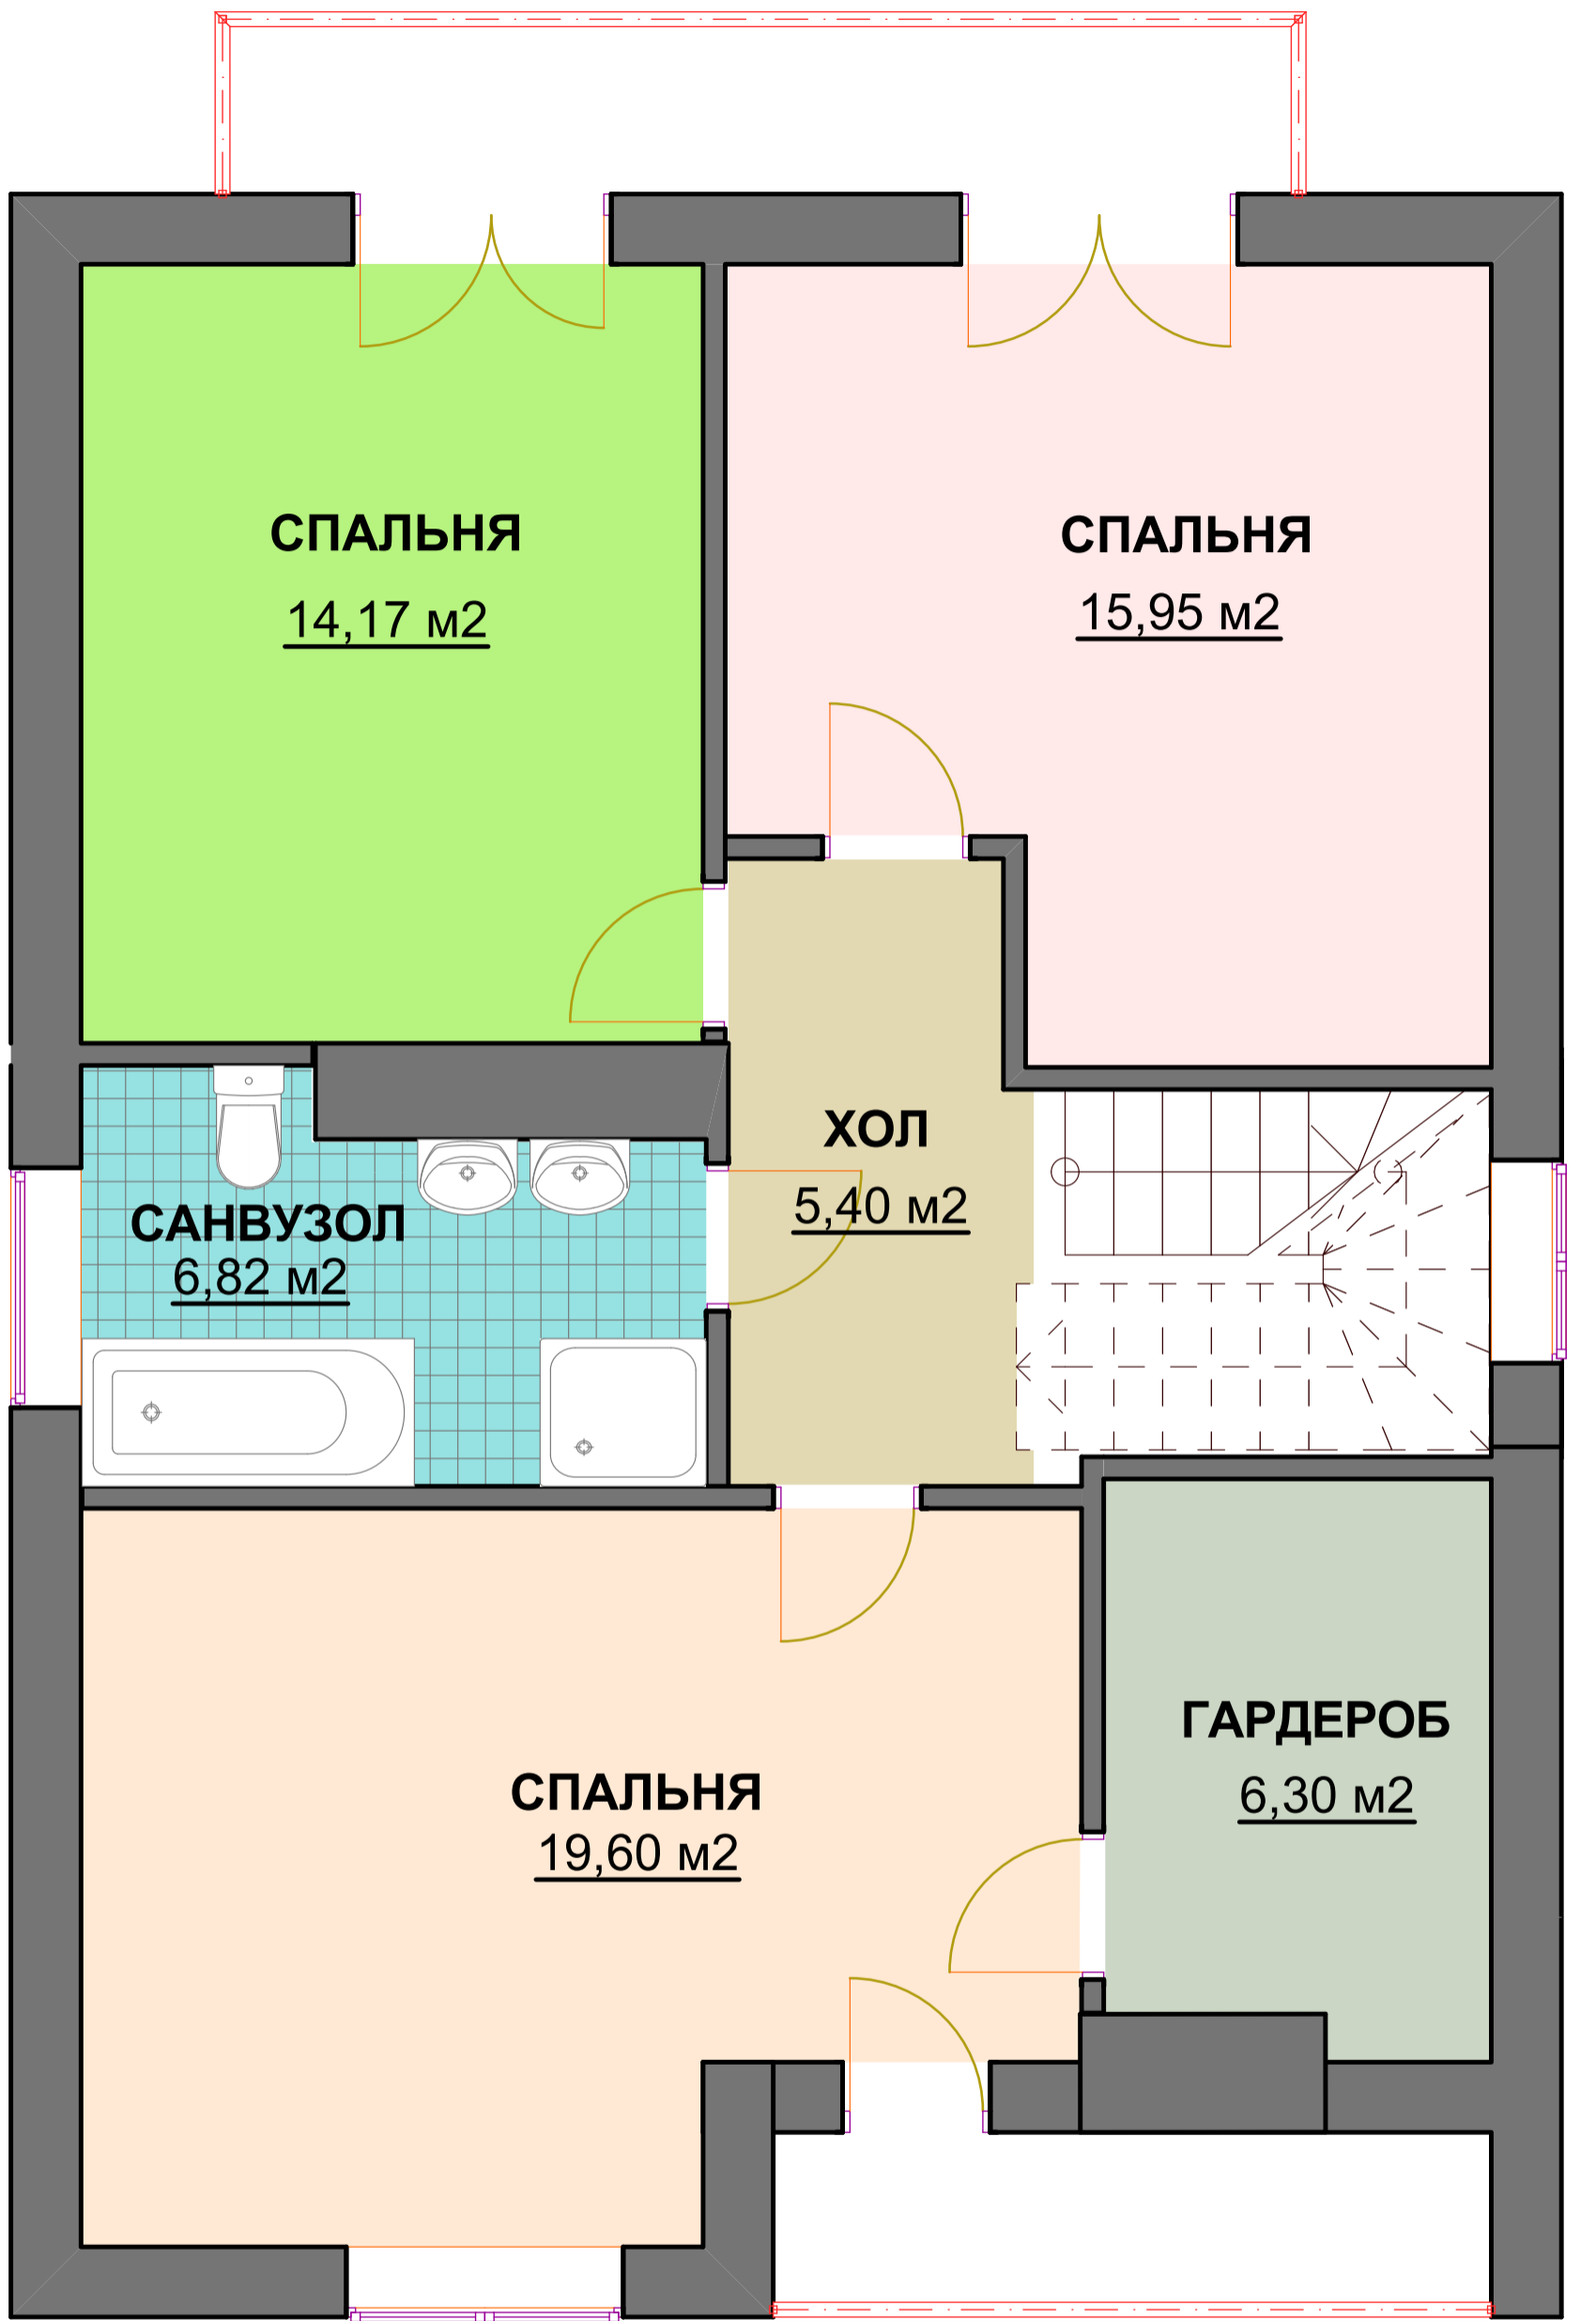 СПАЛЬНЯ
14,17 м2
СПАЛЬНЯ
15,95 м2
ХОЛ
5,40 м2
САНВУЗОЛ
6,82 м2
СПАЛЬНЯ
19,60 м2
ГАРДЕРОБ
6,30 м2